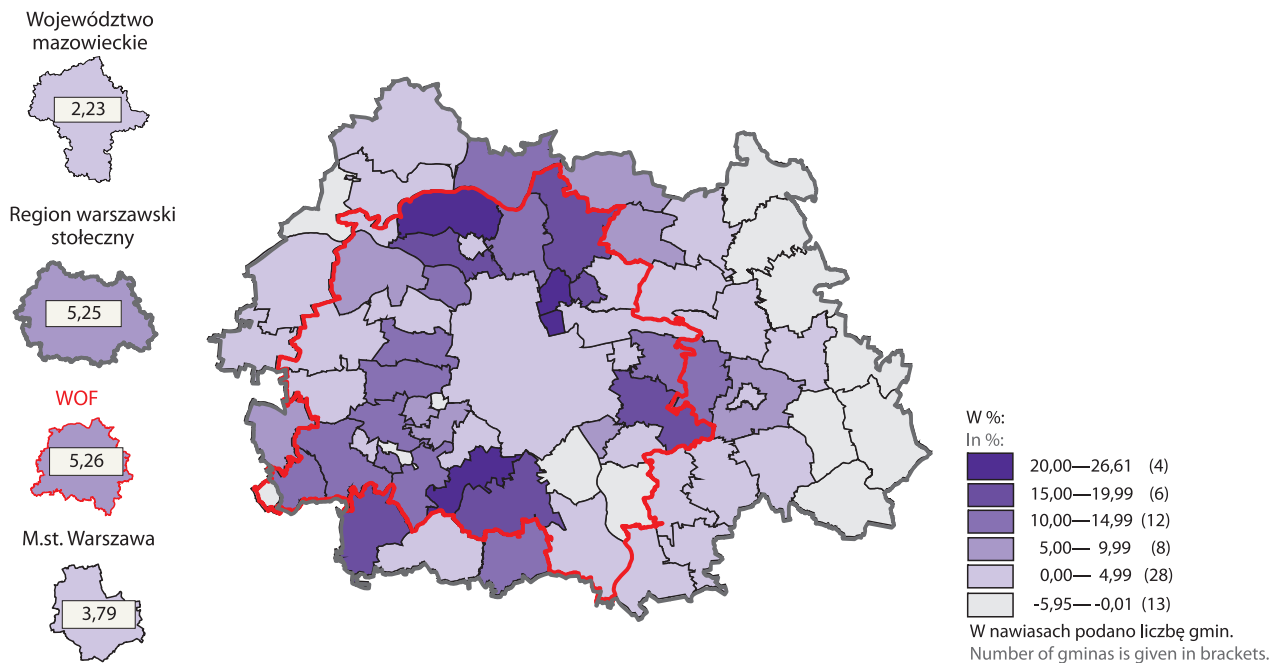 Województwo
mazowieckie
2,23
Region warszawski
stołeczny
5,25
WOF
5,26
M.st. Warszawa
3,79
W %:
In %:
20,00—26,61 (4)
15,00—19,99 (6)
10,00—14,99 (12)
5,00— 9,99 (8)
0,00— 4,99 (28)
-5,95— -0,01 (13)
W nawiasach podano liczbę gmin.
Number of gminas is given in brackets.